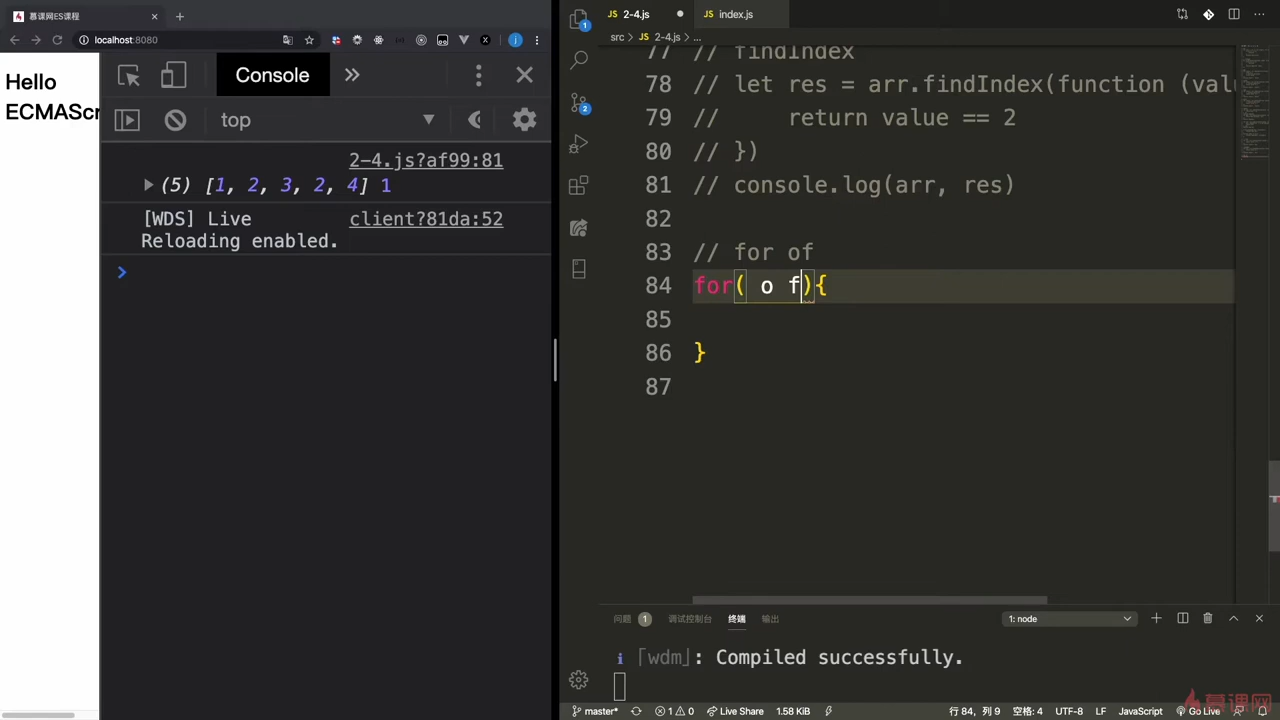 慕课网ES课程
localhost:8080
Hello
ECMAScr
Console
top
2-4.js?af99:81
(5) [1, 2, 3, 2, 4] 1
[WDS] Live
client?81da:52
Reloading enabled.
2-4.js
index.js
src > 2-4.js > ...
77 // findIndex
78 // let res = arr.findIndex(function (valu
79 //     return value == 2
80 // })
81 // console.log(arr, res)
82
83 // for of
84 for( o f){
85
86 }
87
问题 1 调试控制台 终端 输出
1: node
i ｢wdm｣: Compiled successfully.
master* 1 0 Live Share 1.58 KiB 行 84, 列 9 空格: 4 UTF-8 LF JavaScript Go Live
慕课网